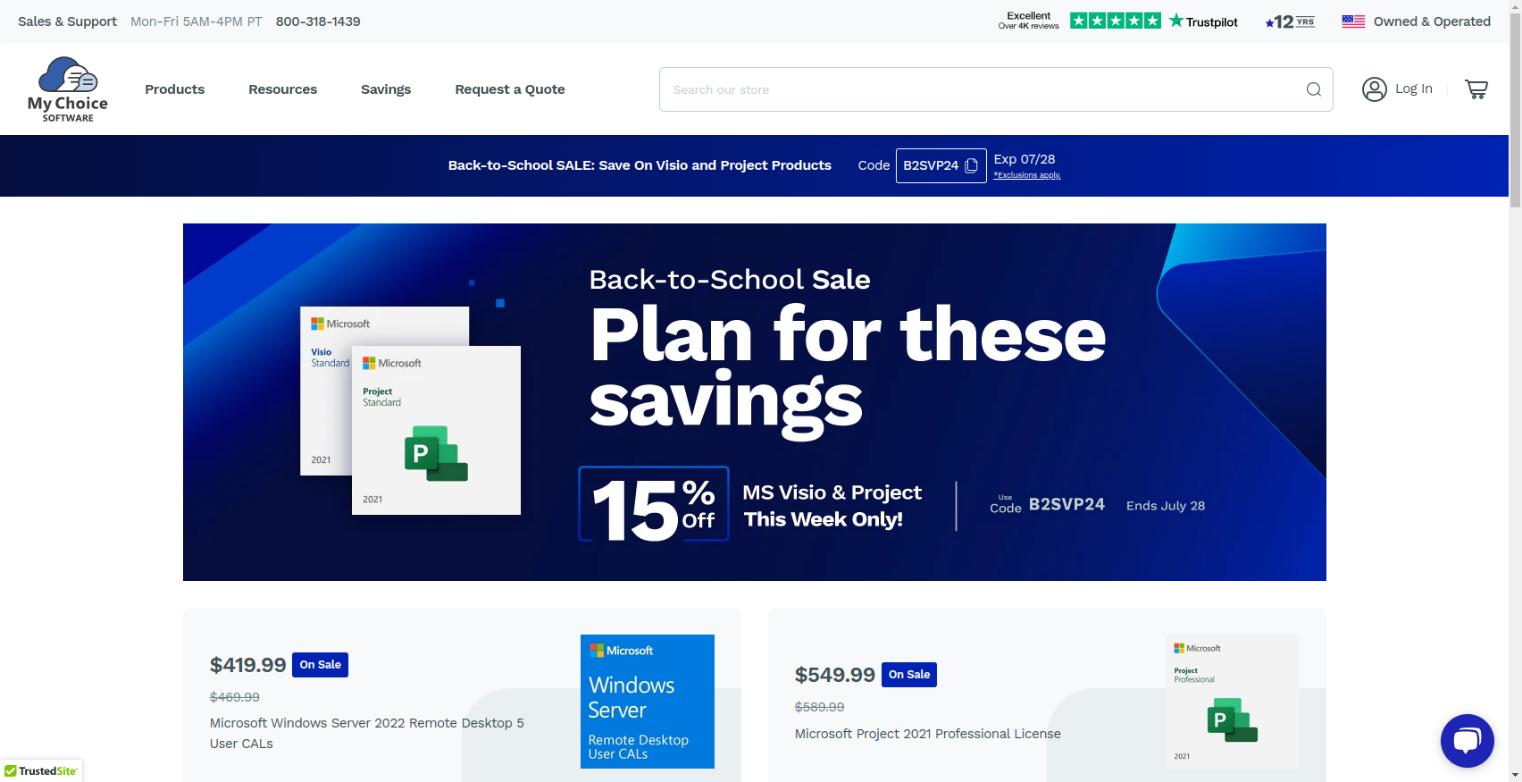 Sales & Support Mon-Fri 5AM-4PM PT 800-318-1439
Excellent
Over 4K reviews
Trustpilot
12 YRS
Owned & Operated
My Choice
SOFTWARE
Products Resources Savings Request a Quote
Search our store
Log In
Back-to-School SALE: Save On Visio and Project Products Code B2SVP24 Exp 07/28
*Exclusions apply.
Microsoft
Visio
Standard
2021
Microsoft
Project
Standard
P
2021
Back-to-School Sale
Plan for these
savings
15% Off
MS Visio & Project
This Week Only!
Use
Code B2SVP24 Ends July 28
$419.99 On Sale
$469.99
Microsoft Windows Server 2022 Remote Desktop 5
User CALs
Microsoft
Windows
Server
Remote Desktop
User CALs
$549.99 On Sale
$589.99
Microsoft Project 2021 Professional License
Microsoft
Project
Professional
P
2021
TrustedSite